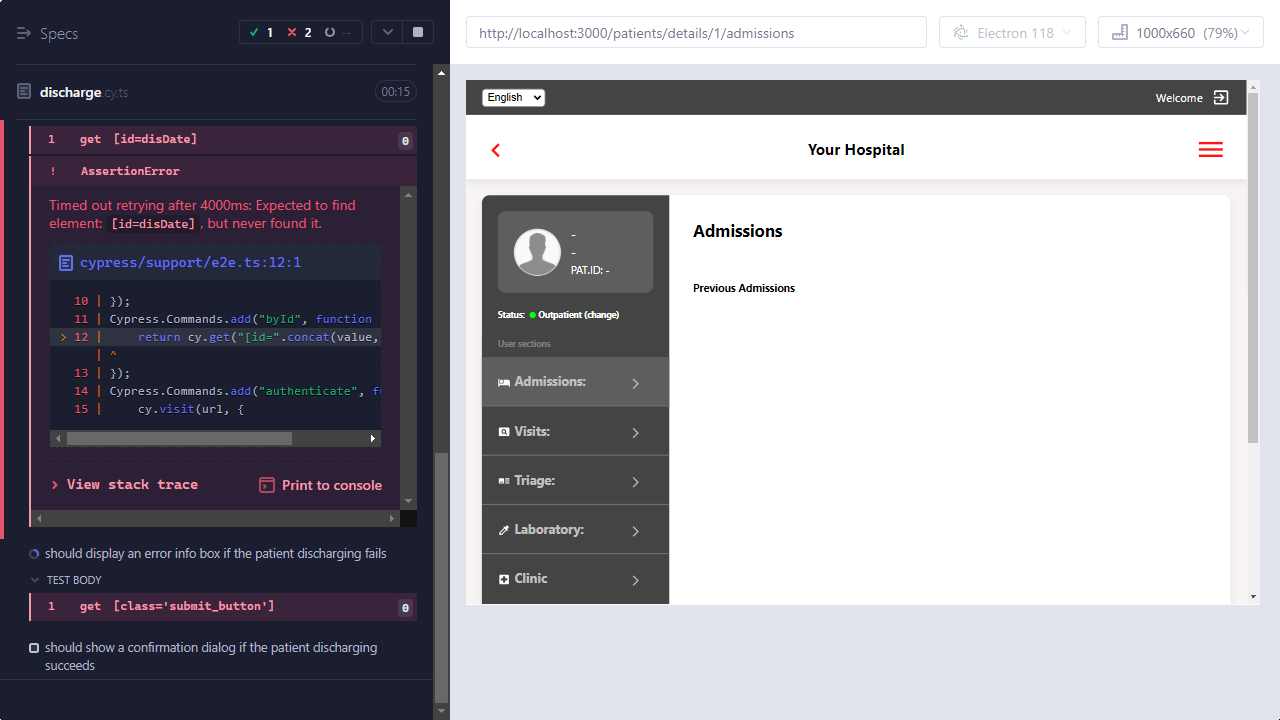 Specs
1
2
--
http://localhost:3000/patients/details/1/admissions
Electron 118
1000x660 (79%)
discharge.cy.ts
00:15
1 get [id=disDate] 0
! AssertionError
Timed out retrying after 4000ms: Expected to find
element: [id=disDate], but never found it.
cypress/support/e2e.ts:12:1
10 | });
11 | Cypress.Commands.add("byId", function
> 12 | return cy.get("[id=".concat(value,
| ^
13 | });
14 | Cypress.Commands.add("authenticate", fu
15 | cy.visit(url, {
> View stack trace
Print to console
should display an error info box if the patient discharging fails
TEST BODY
1 get [class='submit_button'] 0
should show a confirmation dialog if the patient discharging
succeeds
English
Welcome
Your Hospital
-
-
PAT.ID: -
Status: Outpatient (change)
User sections
Admissions:
Visits:
Triage:
Laboratory:
Clinic
Admissions
Previous Admissions